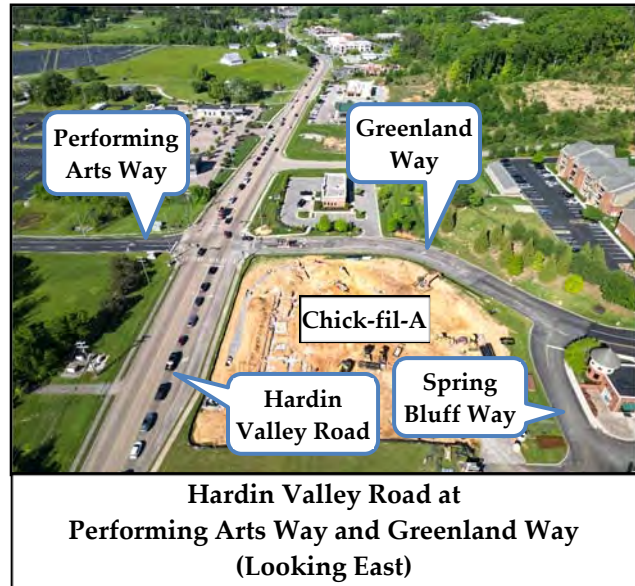 Performing
Arts Way
Greenland
Way
Chick-fil-A
Hardin
Valley Road
Spring
Bluff Way
Hardin Valley Road at
Performing Arts Way and Greenland Way
(Looking East)